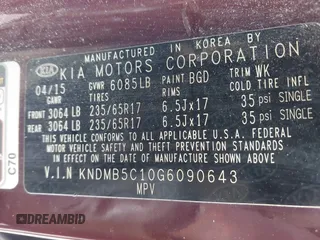 MANUFACTURED IN KOREA BY
KIA KIA MOTORS CORPORATION
04/15 GVWR 6085LB PAINT BGD TRIM WK
GAWR TIRES RIMS COLD TIRE INFL
FRONT 3064 LB 235/65R17 6.5Jx17 35 psi SINGLE
REAR 3064 LB 235/65R17 6.5Jx17 35 psi SINGLE
THIS VEHICLE CONFORMS TO ALL APPLICABLE
FEDERAL MOTOR VEHICLE SAFETY STANDARDS
IN EFFECT ON THE DATE OF
MANUFACTURE SHOWN ABOVE
V.I.N KNDMB5C10G6090643
MPV
C70
DREAMBID